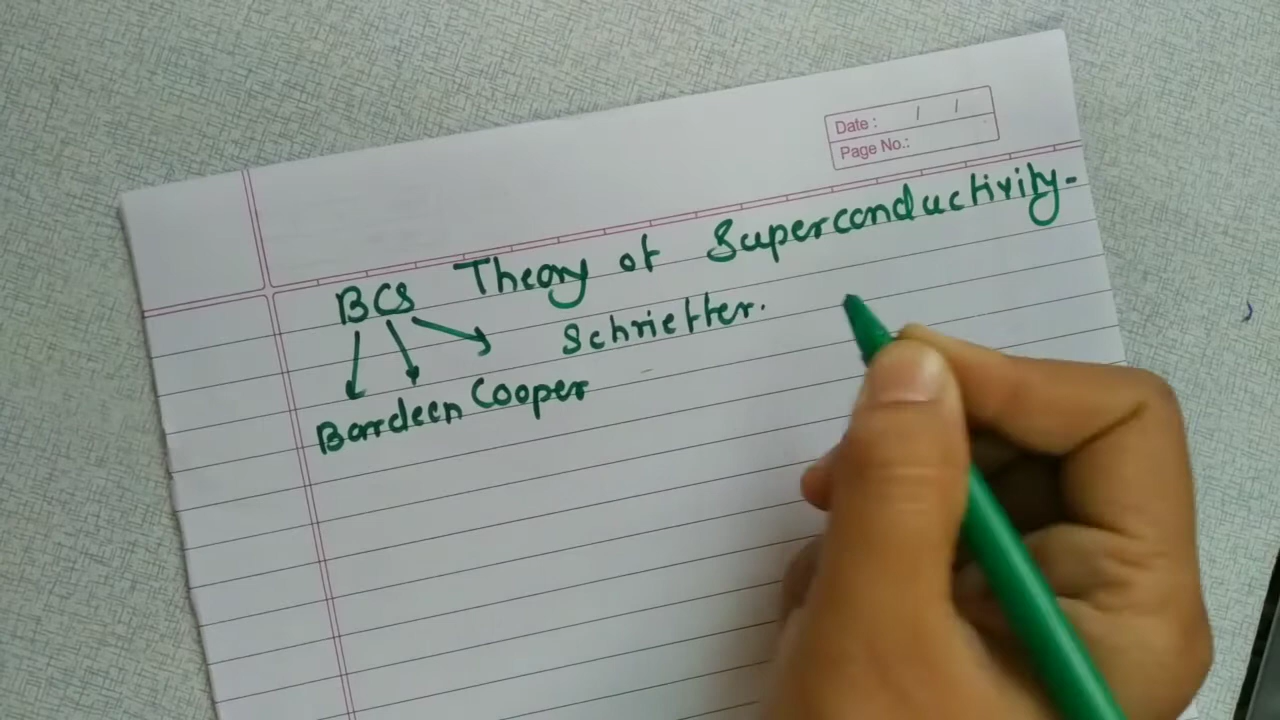 Date : / /
Page No.:
BCS Theory of Superconductivity-
Schrietter.
Bardeen Cooper